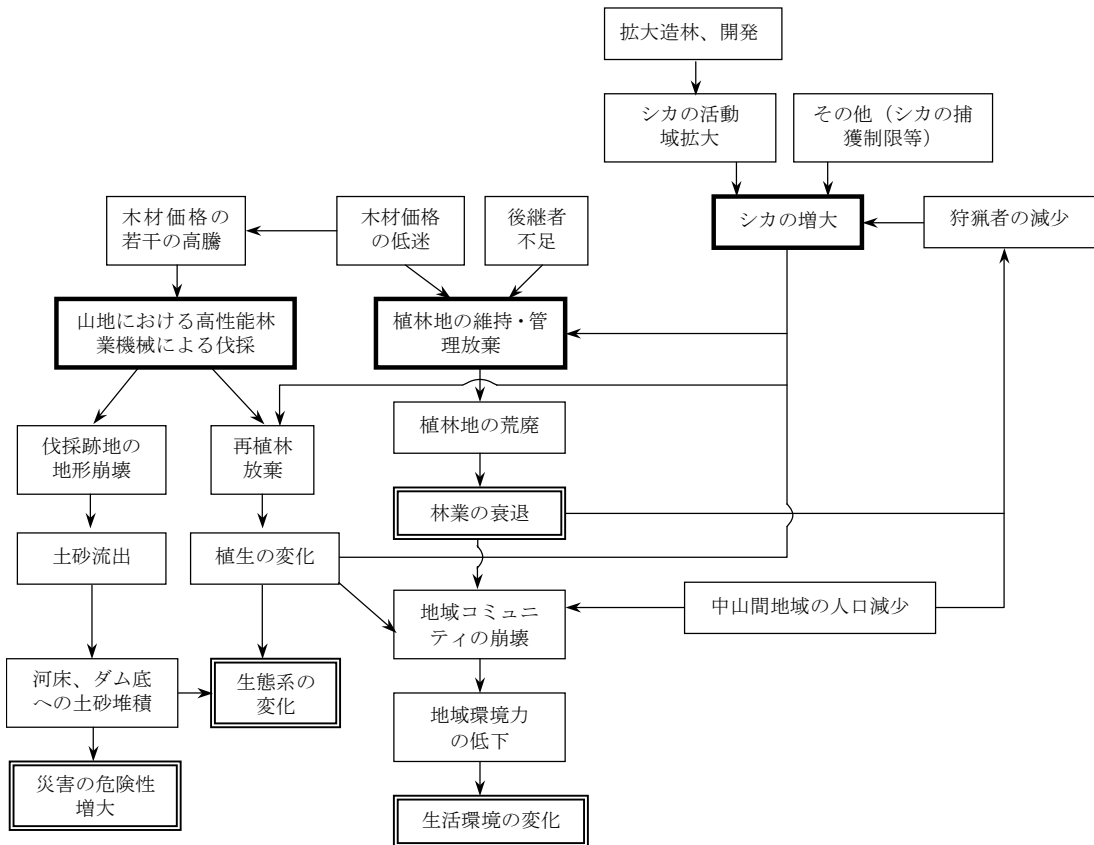 拡大造林、開発
シカの活動
域拡大
その他（シカの捕
獲制限等）
木材価格の
若干の高騰
木材価格
の低迷
後継者
不足
シカの増大
狩猟者の減少
山地における高性能林
業機械による伐採
植林地の維持・管
理放棄
植林地の荒廃
伐採跡地の
地形崩壊
再植林
放棄
林業の衰退
土砂流出
植生の変化
地域コミュニ
ティの崩壊
中山間地域の人口減少
河床、ダム底
への土砂堆積
生態系の
変化
地域環境力
の低下
災害の危険性
増大
生活環境の変化